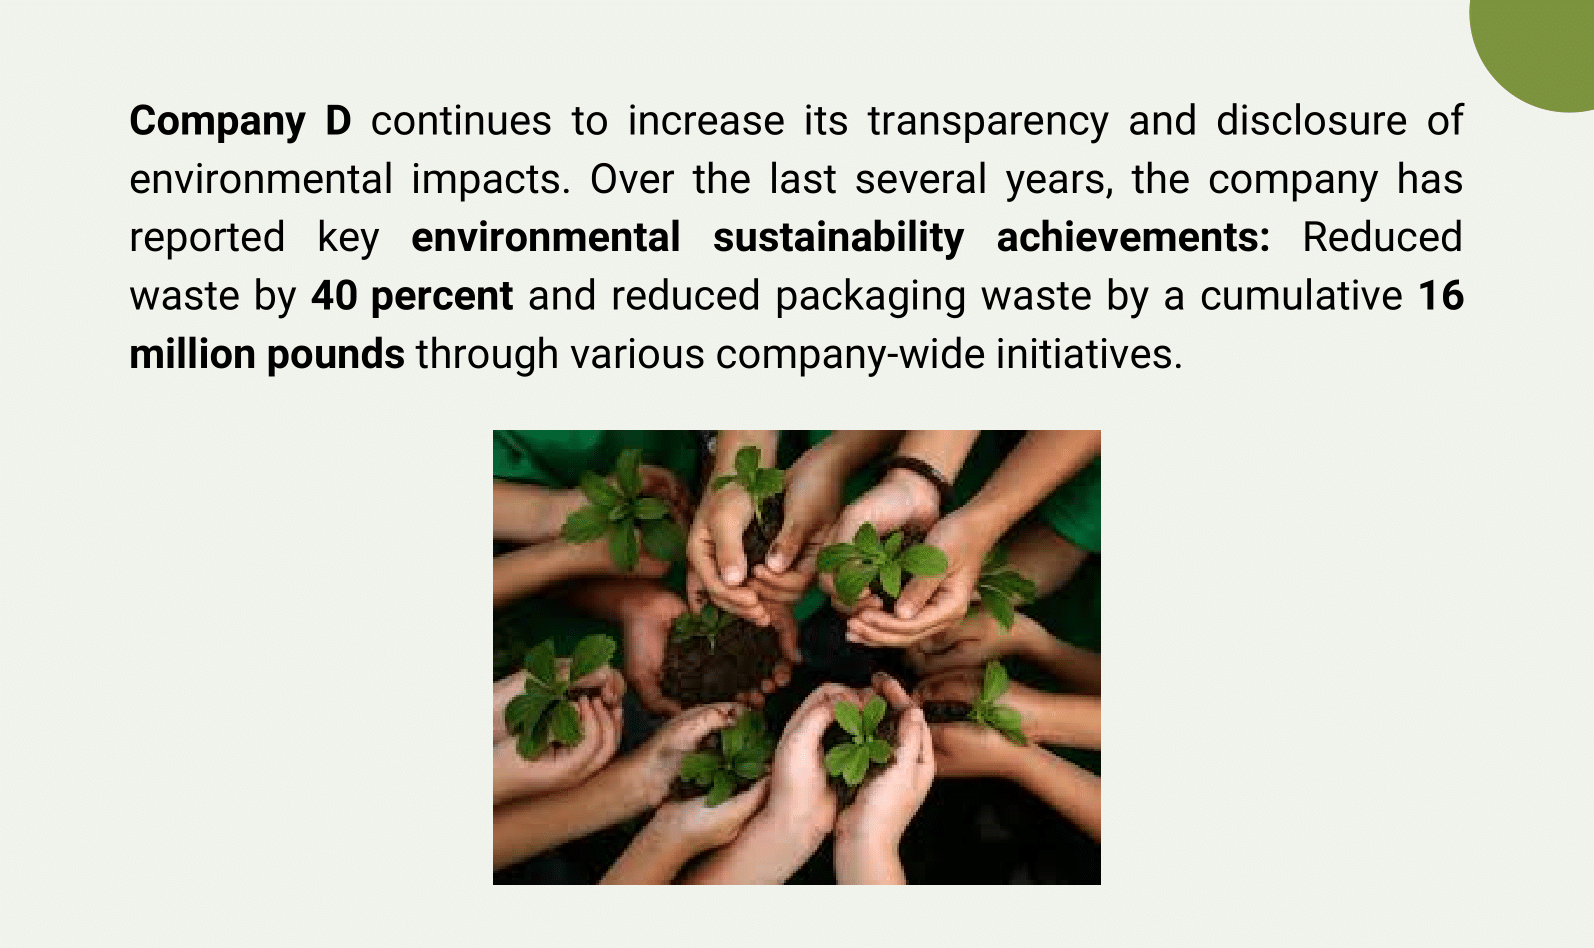 Company D continues to increase its transparency and disclosure of
environmental impacts. Over the last several years, the company has
reported key environmental sustainability achievements: Reduced
waste by 40 percent and reduced packaging waste by a cumulative 16
million pounds through various company-wide initiatives.